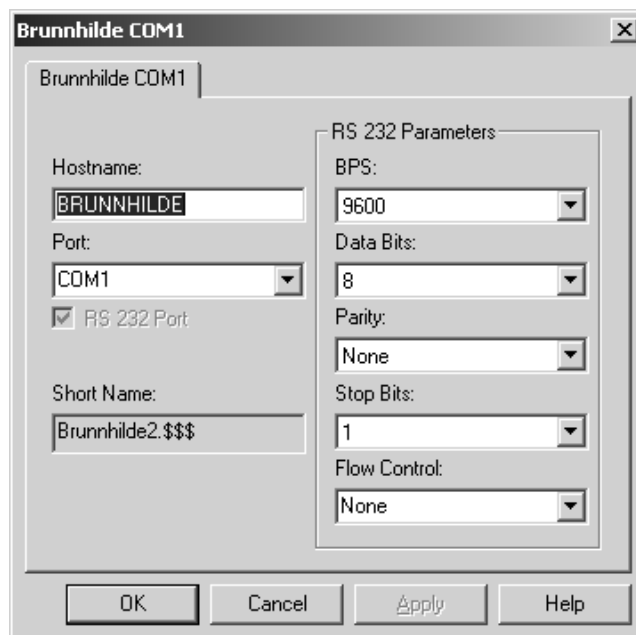 Brunnhilde COM1
Brunnhilde COM1
Hostname:
BRUNNHILDE
Port:
COM1
RS 232 Port
Short Name:
Brunnhilde2.$$$
RS 232 Parameters
BPS:
9600
Data Bits:
8
Parity:
None
Stop Bits:
1
Flow Control:
None
OK
Cancel
Apply
Help